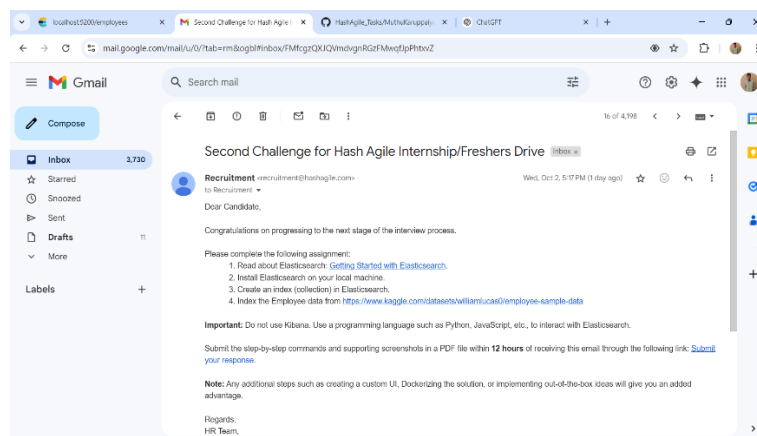 localhost:9200/employees
Second Challenge for Hash Agile I
HashAgile_Tasks/MuthuKaruppaiy
ChatGPT
mail.google.com/mail/u/0/?tab=rm&ogbl#inbox/FMfcgzQXJQVmdvgnRGzFMwqfJpPhtxvZ
Gmail
Search mail
Compose
16 of 4,198
Second Challenge for Hash Agile Internship/Freshers Drive Inbox x
Inbox 3,730
Starred
Snoozed
Sent
Drafts 11
More
Labels
Recruitment <recruitment@hashagile.com> Wed, Oct 2, 5:17 PM (1 day ago)
to Recruitment
Dear Candidate,
Congratulations on progressing to the next stage of the interview process.
Please complete the following assignment:
1. Read about Elasticsearch: Getting Started with Elasticsearch.
2. Install Elasticsearch on your local machine.
3. Create an index (collection) in Elasticsearch.
4. Index the Employee data from https://www.kaggle.com/datasets/williamlucas0/employee-sample-data
Important: Do not use Kibana. Use a programming language such as Python, JavaScript, etc., to interact with Elasticsearch.
Submit the step-by-step commands and supporting screenshots in a PDF file within 12 hours of receiving this email through the following link: Submit
your response.
Note: Any additional steps such as creating a custom UI, Dockerizing the solution, or implementing out-of-the-box ideas will give you an added
advantage.
Regards,
HR Team,